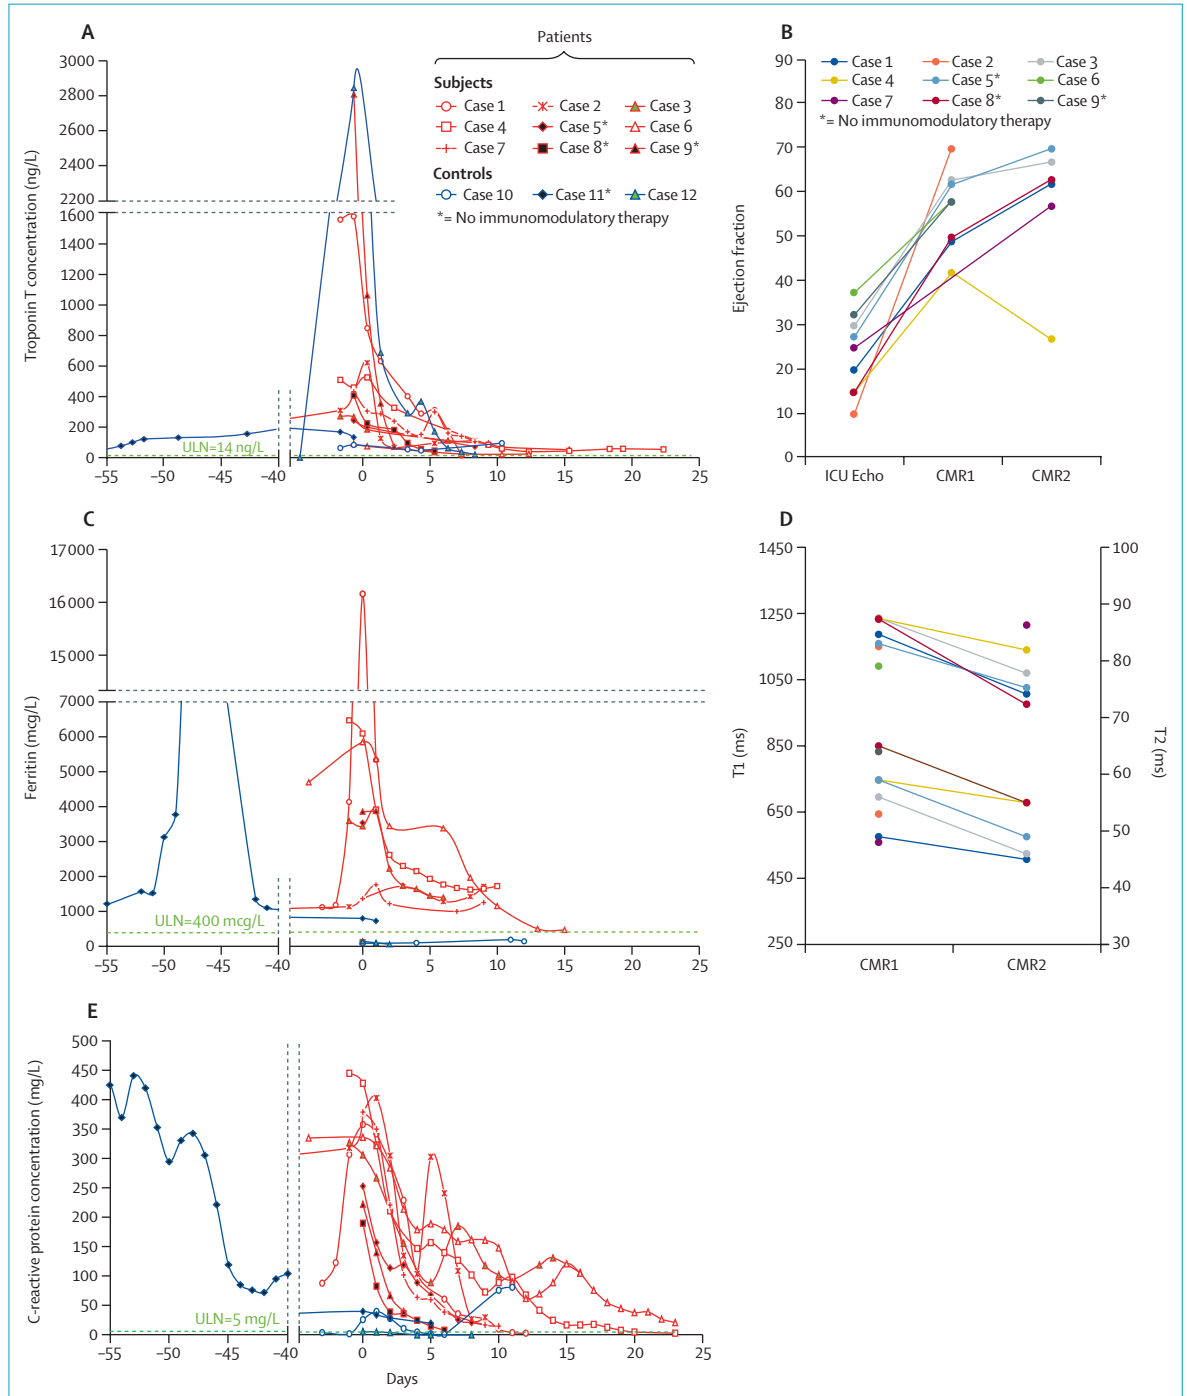 A
Patients
Troponin T concentration (ng/L)
3000
2800
2600
2400
2200
1600
1400
1200
1000
800
600
400
200
0
Subjects
Case 1
Case 2
Case 3
Case 4
Case 5*
Case 6
Case 7
Case 8*
Case 9*
Controls
Case 10
Case 11*
Case 12
*= No immunomodulatory therapy
ULN=14 ng/L
−55 −50 −45 −40 0 5 10 15 20 25
B
Ejection fraction
90
80
70
60
50
40
30
20
10
0
Case 1
Case 2
Case 3
Case 4
Case 5*
Case 6
Case 7
Case 8*
Case 9*
*= No immunomodulatory therapy
ICU Echo CMR1 CMR2
C
Ferritin (mcg/L)
17000
16000
15000
7000
6000
5000
4000
3000
2000
1000
0
ULN=400 mcg/L
−55 −50 −45 −40 0 5 10 15 20 25
D
T1 (ms)
1450
1250
1050
850
650
450
250
T2 (ms)
100
90
80
70
60
50
40
30
CMR1 CMR2
E
C-reactive protein concentration (mg/L)
500
450
400
350
300
250
200
150
100
50
0
ULN=5 mg/L
−55 −50 −45 −40 0 5 10 15 20 25
Days